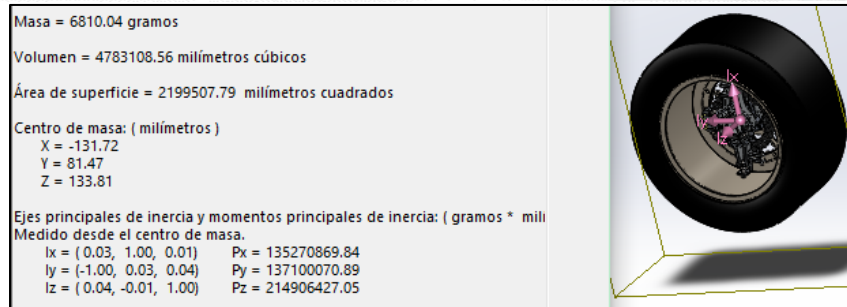 Masa = 6810.04 gramos
Volumen = 4783108.56 milímetros cúbicos
Área de superficie = 2199507.79 milímetros cuadrados
Centro de masa: ( milímetros )
X = -131.72
Y = 81.47
Z = 133.81
Ejes principales de inercia y momentos principales de inercia: ( gramos * mili
Medido desde el centro de masa.
Ix = ( 0.03, 1.00, 0.01) Px = 135270869.84
Iy = (-1.00, 0.03, 0.04) Py = 137100070.89
Iz = ( 0.04, -0.01, 1.00) Pz = 214906427.05
Ix
Iy
Iz